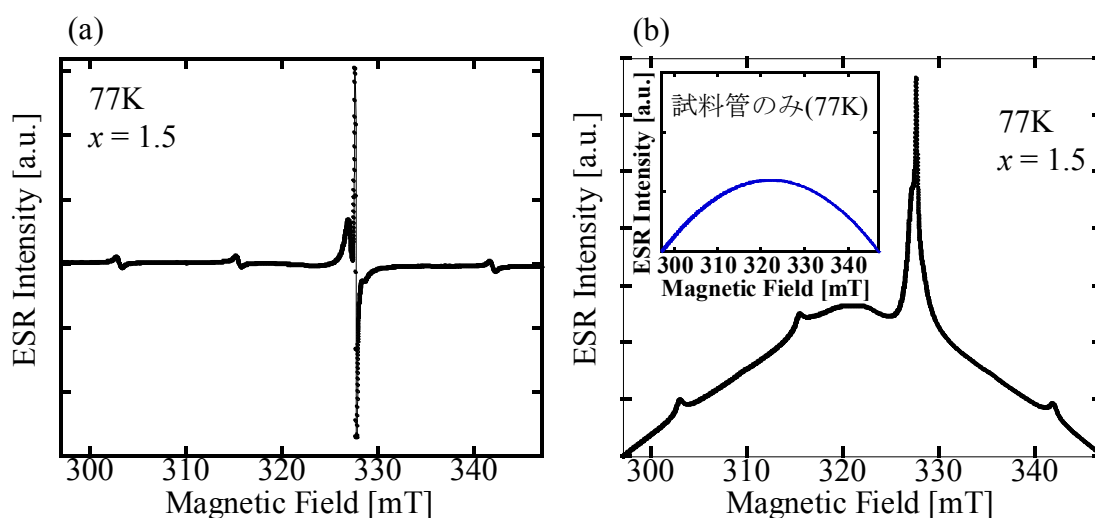 (a)
77K
x = 1.5
ESR Intensity [a.u.]
300 310 320 330 340
Magnetic Field [mT]
(b)
試料管のみ(77K)
ESR Intensity [a.u.]
300 310 320 330 340
Magnetic Field [mT]
77K
x = 1.5
ESR Intensity [a.u.]
300 310 320 330 340
Magnetic Field [mT]